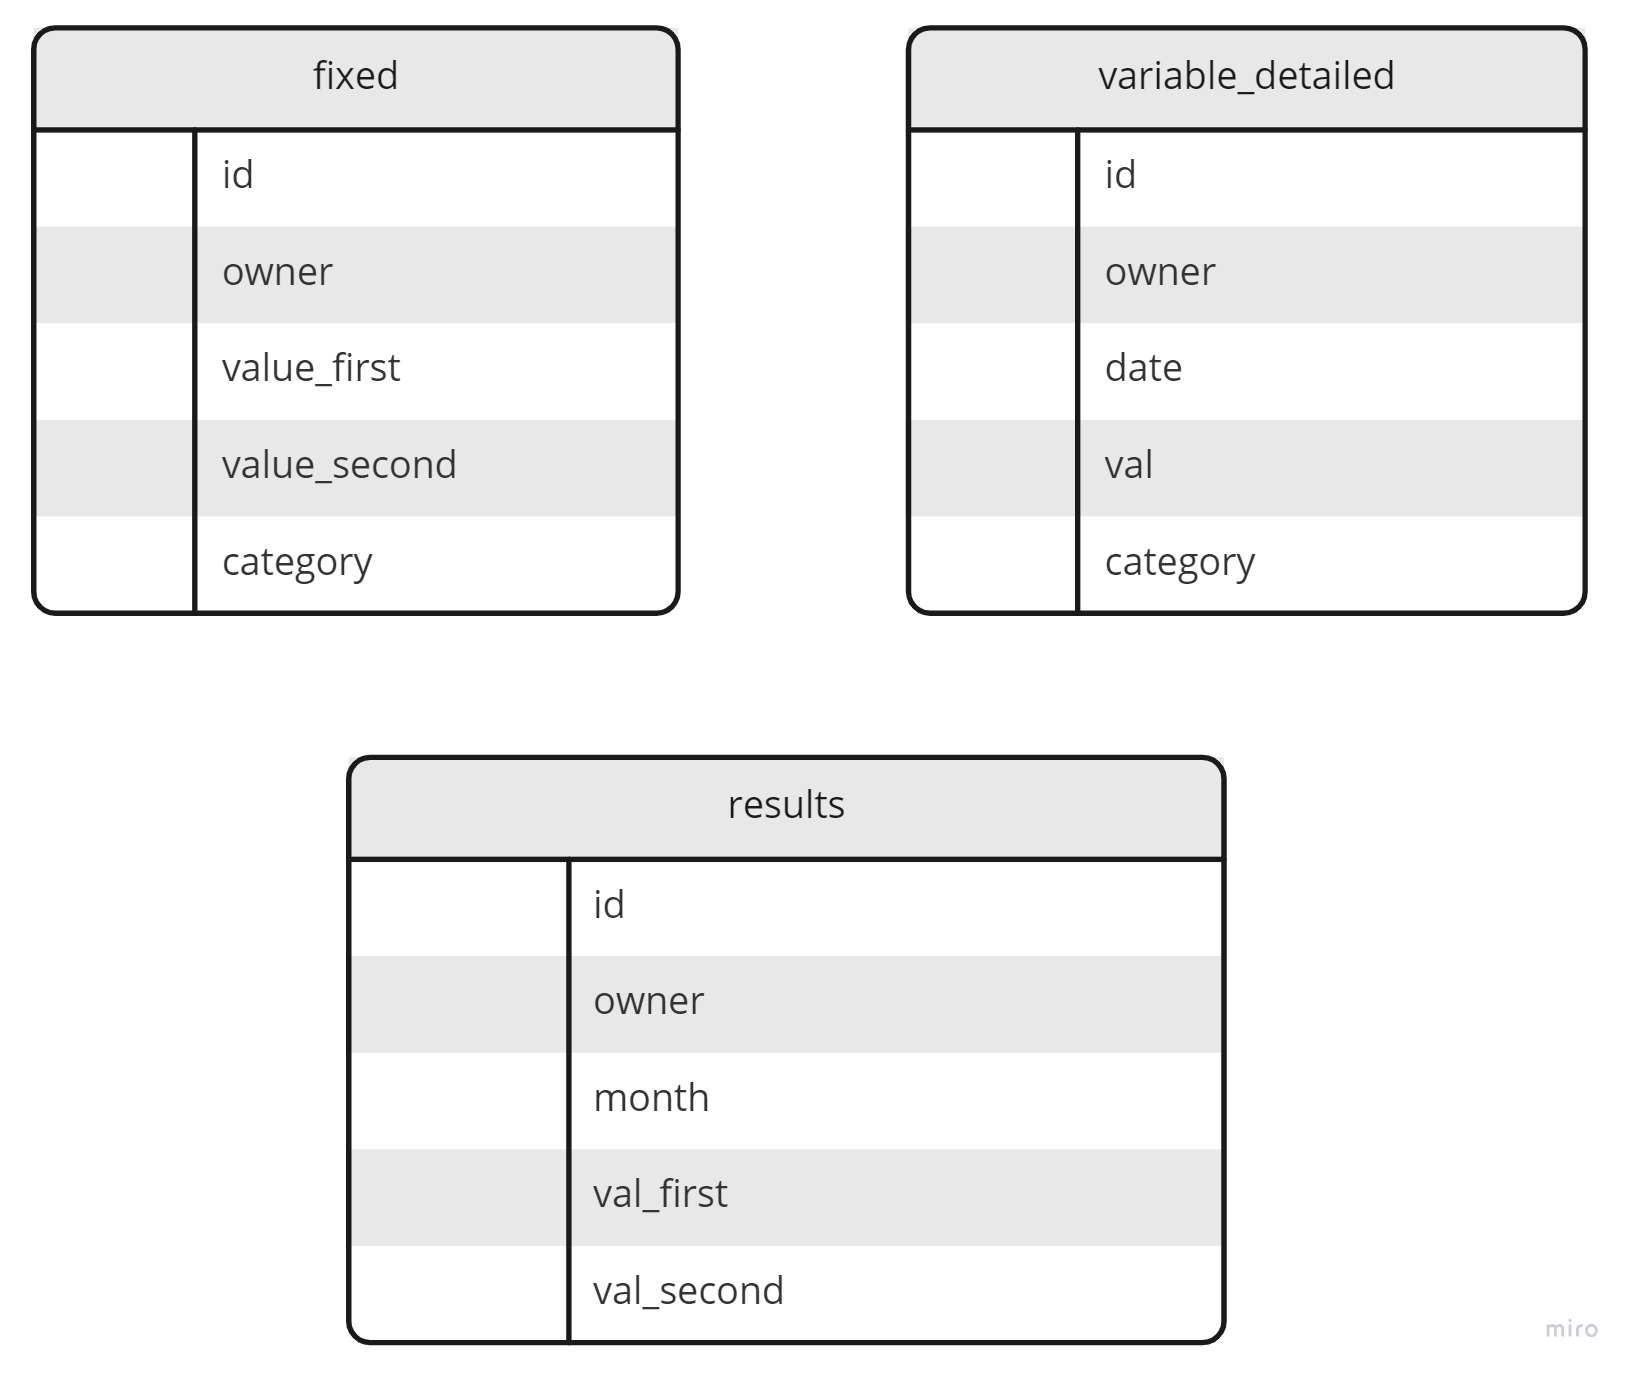 fixed
id
owner
value_first
value_second
category
variable_detailed
id
owner
date
val
category
results
id
owner
month
val_first
val_second
miro